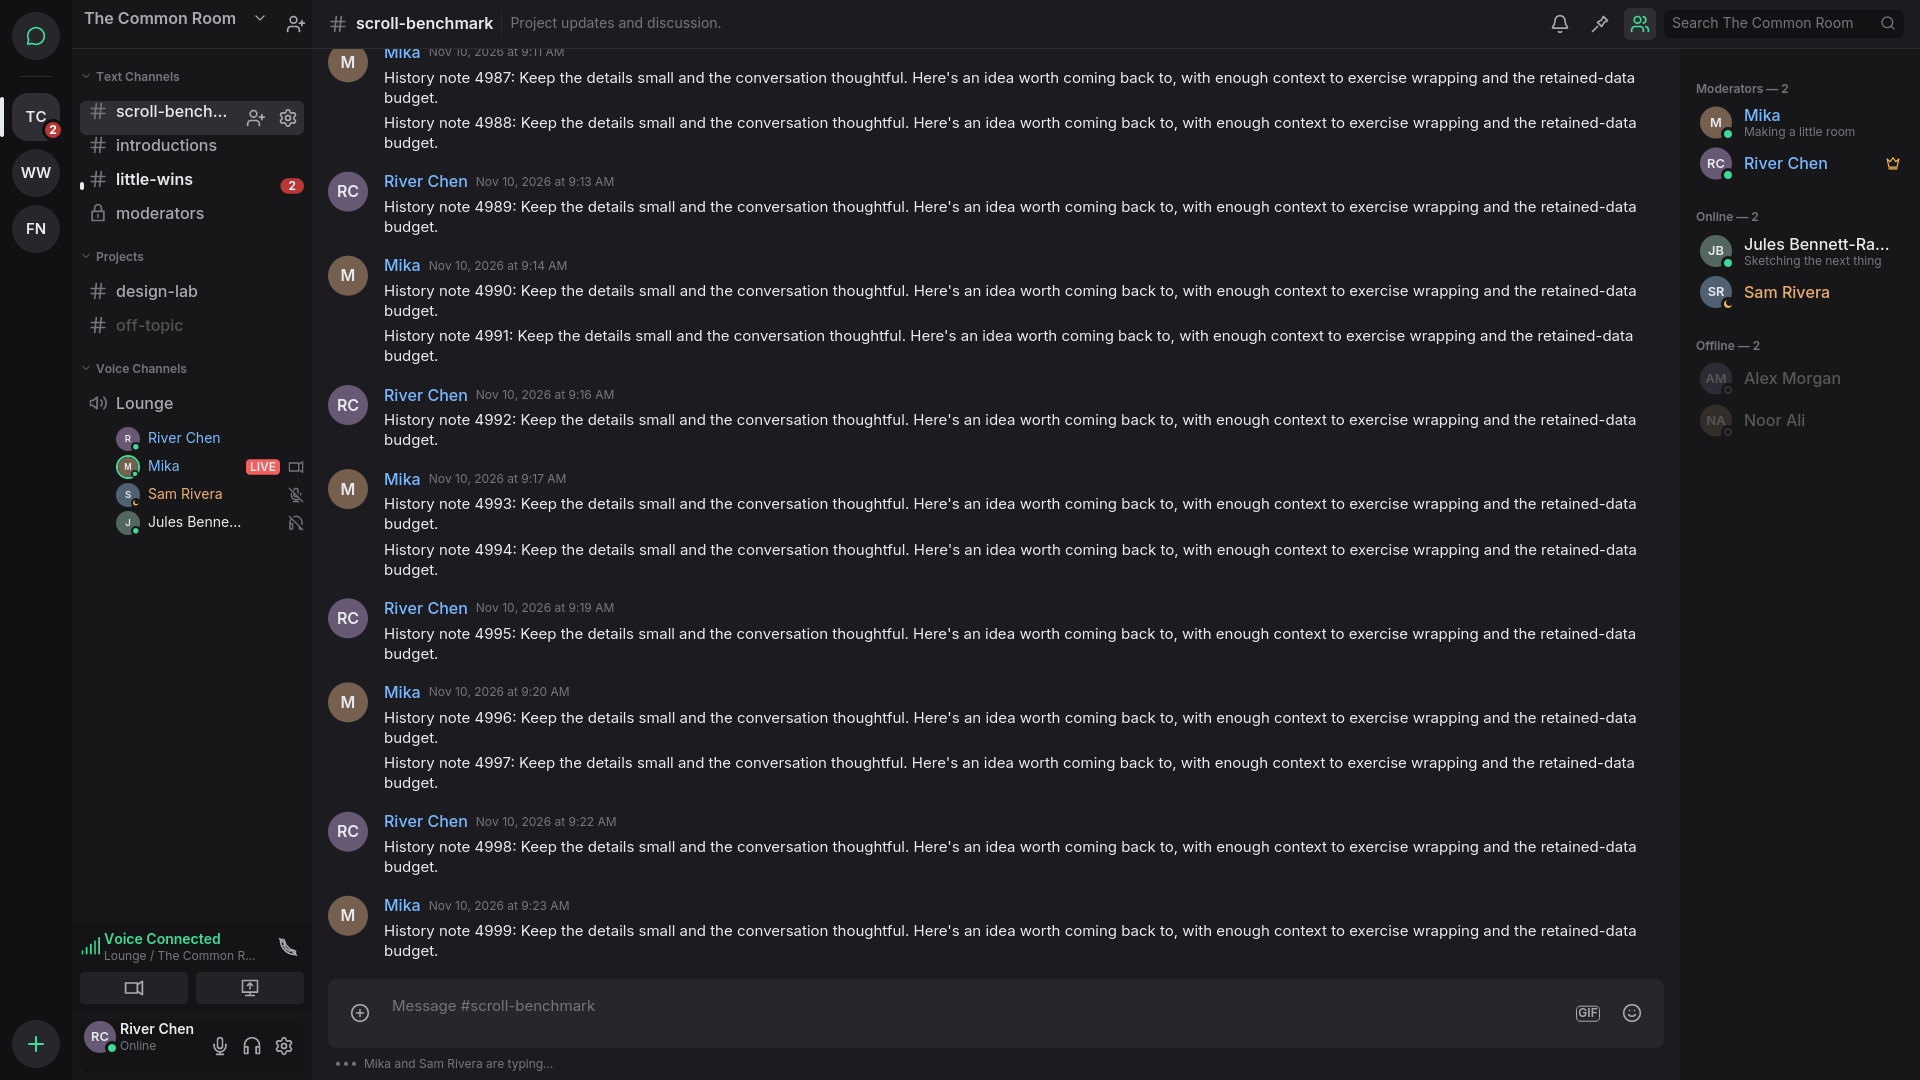 TC
2
WW
FN
The Common Room
Text Channels
scroll-bench...
introductions
little-wins
2
moderators
Projects
design-lab
off-topic
Voice Channels
Lounge
R
River Chen
M
Mika
LIVE
S
Sam Rivera
J
Jules Benne...
Voice Connected
Lounge / The Common R...
RC
River Chen
Online
scroll-benchmark
Project updates and discussion.
Search The Common Room
M
Mika Nov 10, 2026 at 9:11 AM
History note 4987: Keep the details small and the conversation thoughtful. Here's an idea worth coming back to, with enough context to exercise wrapping and the retained-data
budget.
History note 4988: Keep the details small and the conversation thoughtful. Here's an idea worth coming back to, with enough context to exercise wrapping and the retained-data
budget.
RC
River Chen Nov 10, 2026 at 9:13 AM
History note 4989: Keep the details small and the conversation thoughtful. Here's an idea worth coming back to, with enough context to exercise wrapping and the retained-data
budget.
M
Mika Nov 10, 2026 at 9:14 AM
History note 4990: Keep the details small and the conversation thoughtful. Here's an idea worth coming back to, with enough context to exercise wrapping and the retained-data
budget.
History note 4991: Keep the details small and the conversation thoughtful. Here's an idea worth coming back to, with enough context to exercise wrapping and the retained-data
budget.
RC
River Chen Nov 10, 2026 at 9:16 AM
History note 4992: Keep the details small and the conversation thoughtful. Here's an idea worth coming back to, with enough context to exercise wrapping and the retained-data
budget.
M
Mika Nov 10, 2026 at 9:17 AM
History note 4993: Keep the details small and the conversation thoughtful. Here's an idea worth coming back to, with enough context to exercise wrapping and the retained-data
budget.
History note 4994: Keep the details small and the conversation thoughtful. Here's an idea worth coming back to, with enough context to exercise wrapping and the retained-data
budget.
RC
River Chen Nov 10, 2026 at 9:19 AM
History note 4995: Keep the details small and the conversation thoughtful. Here's an idea worth coming back to, with enough context to exercise wrapping and the retained-data
budget.
M
Mika Nov 10, 2026 at 9:20 AM
History note 4996: Keep the details small and the conversation thoughtful. Here's an idea worth coming back to, with enough context to exercise wrapping and the retained-data
budget.
History note 4997: Keep the details small and the conversation thoughtful. Here's an idea worth coming back to, with enough context to exercise wrapping and the retained-data
budget.
RC
River Chen Nov 10, 2026 at 9:22 AM
History note 4998: Keep the details small and the conversation thoughtful. Here's an idea worth coming back to, with enough context to exercise wrapping and the retained-data
budget.
M
Mika Nov 10, 2026 at 9:23 AM
History note 4999: Keep the details small and the conversation thoughtful. Here's an idea worth coming back to, with enough context to exercise wrapping and the retained-data
budget.
Message #scroll-benchmark
GIF
Mika and Sam Rivera are typing...
Moderators — 2
M
Mika
Making a little room
RC
River Chen
Online — 2
JB
Jules Bennett-Ra...
Sketching the next thing
SR
Sam Rivera
Offline — 2
AM
Alex Morgan
NA
Noor Ali